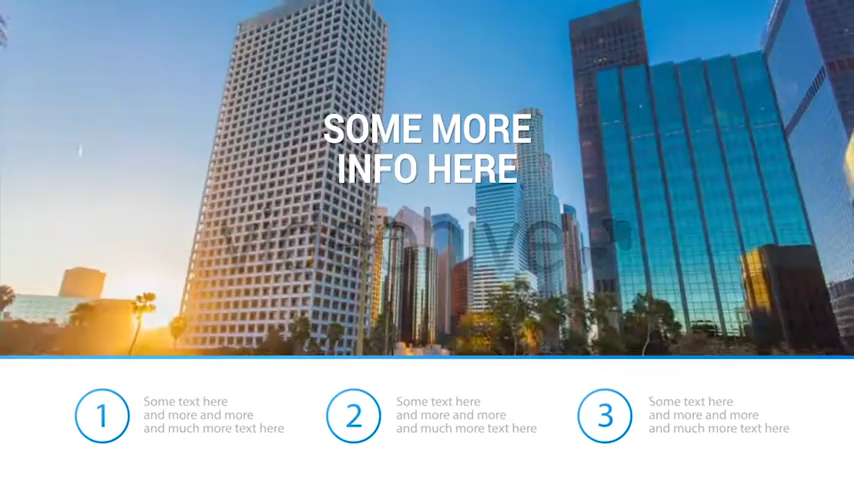 SOME MORE
INFO HERE
videohive
1
Some text here
and more and more
and much more text here
2
Some text here
and more and more
and much more text here
3
Some text here
and more and more
and much more text here